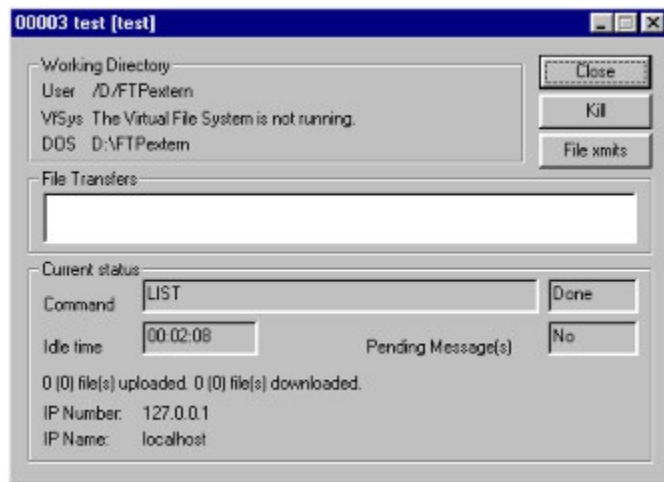 00003 test [test]
Working Directory
User /D/FTPextern
VfSys The Virtual File System is not running.
DOS D:\FTPextern
Close
Kill
File xmits
File Transfers
Current status
Command LIST Done
Idle time 00:02:08 Pending Message(s) No
0 (0) file(s) uploaded. 0 (0) file(s) downloaded.
IP Number: 127.0.0.1
IP Name: localhost